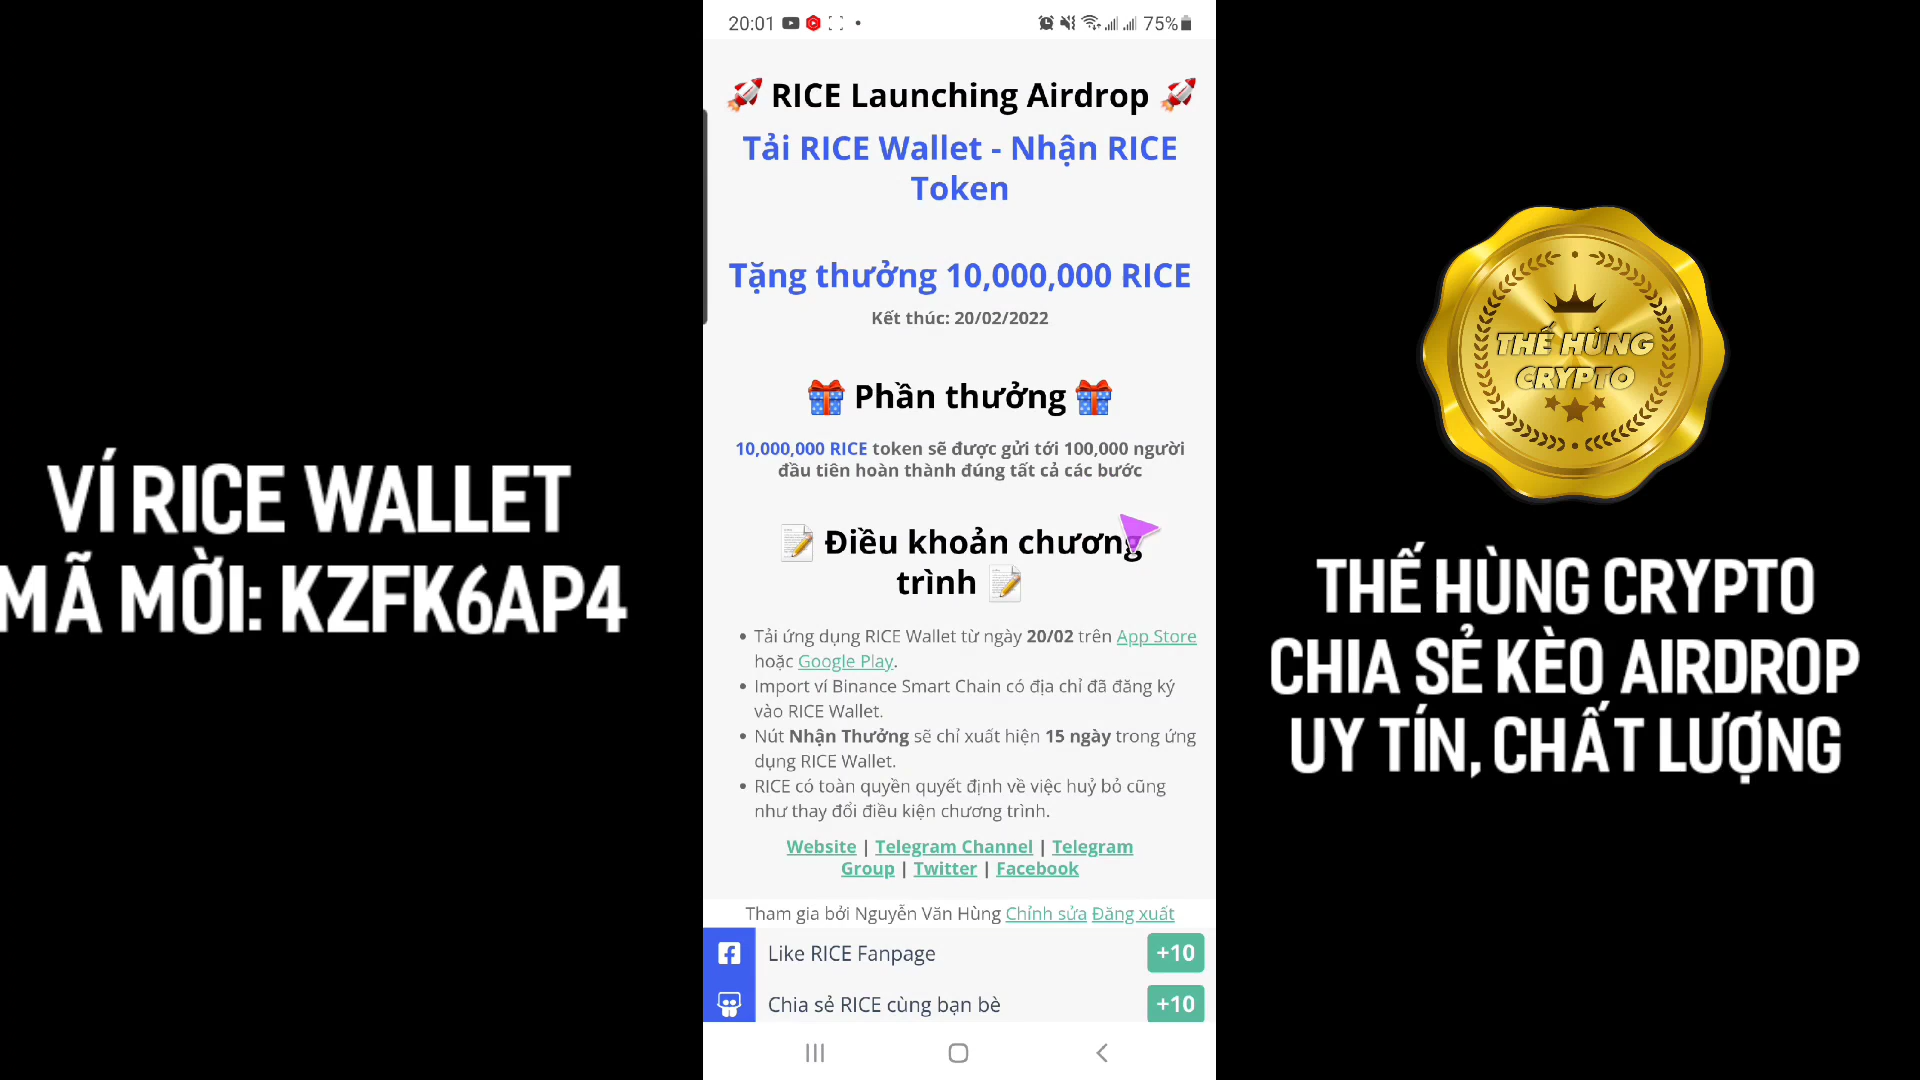 VÍ RICE WALLET
MÃ MỜI: KZFK6AP4
20:01
75%
RICE Launching Airdrop
Tải RICE Wallet - Nhận RICE
Token
Tặng thưởng 10,000,000 RICE
Kết thúc: 20/02/2022
Phần thưởng
10,000,000 RICE token sẽ được gửi tới 100,000 người
đầu tiên hoàn thành đúng tất cả các bước
Điều khoản chương
trình
• Tải ứng dụng RICE Wallet từ ngày 20/02 trên App Store
hoặc Google Play.
• Import ví Binance Smart Chain có địa chỉ đã đăng ký
vào RICE Wallet.
• Nút Nhận Thưởng sẽ chỉ xuất hiện 15 ngày trong ứng
dụng RICE Wallet.
• RICE có toàn quyền quyết định về việc huỷ bỏ cũng
như thay đổi điều kiện chương trình.
Website | Telegram Channel | Telegram
Group | Twitter | Facebook
Tham gia bởi Nguyễn Văn Hùng Chỉnh sửa Đăng xuất
Like RICE Fanpage +10
Chia sẻ RICE cùng bạn bè +10
THẾ HÙNG
CRYPTO
THẾ HÙNG CRYPTO
CHIA SẺ KÈO AIRDROP
UY TÍN, CHẤT LƯỢNG